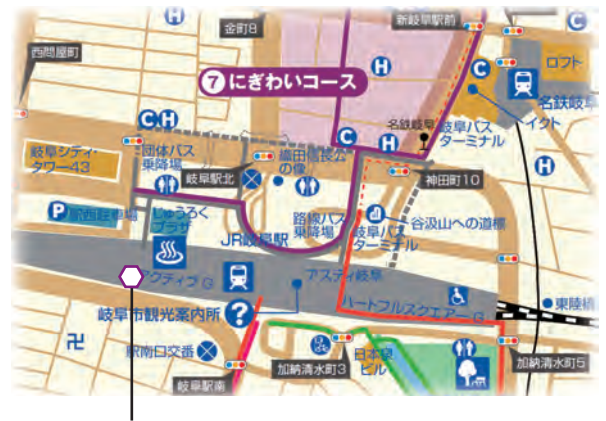 新岐阜駅前
金町8
西問屋町
H
C
ロフト
⑦にぎわいコース
H
C
名鉄岐阜
名鉄岐阜
イクト
岐阜バス
ターミナル
C H
C
H
H
団体バス
乗降場
岐阜シティ・
タワー43
岐阜駅北
織田信長公
の像
神田町10
P
駅西駐車場
じゅうろく
プラザ
JR岐阜駅
路線バス
乗降場
岐阜バス
ターミナル
谷汲山への道標
アクティブG
アスティ岐阜
ハートフルスクエアーG
東陸橋
岐阜市観光案内所
?
卍
駅南口交番
岐阜駅南
加納清水町3
日本泉
ビル
加納清水町5